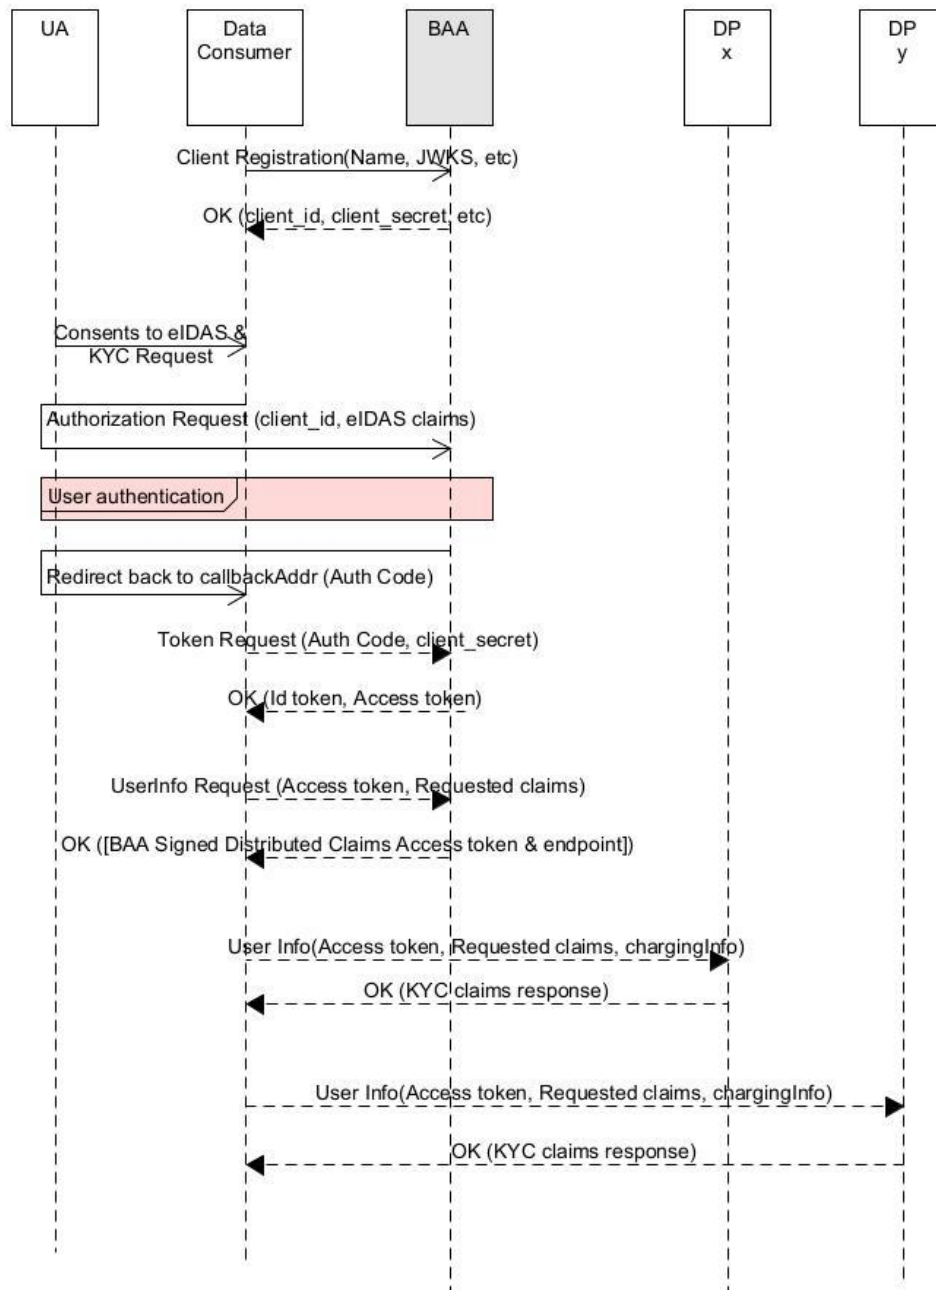 UA
Data
Consumer
BAA
DP
x
DP
y
Client Registration(Name, JWKS, etc)
OK (client_id, client_secret, etc)
Consents to eIDAS &
KYC Request
Authorization Request (client_id, eIDAS claims)
User authentication
Redirect back to callbackAddr (Auth Code)
Token Request (Auth Code, client_secret)
OK (Id token, Access token)
UserInfo Request (Access token, Requested claims)
OK ([BAA Signed Distributed Claims Access token & endpoint])
User Info(Access token, Requested claims, chargingInfo)
OK (KYC claims response)
User Info(Access token, Requested claims, chargingInfo)
OK (KYC claims response)